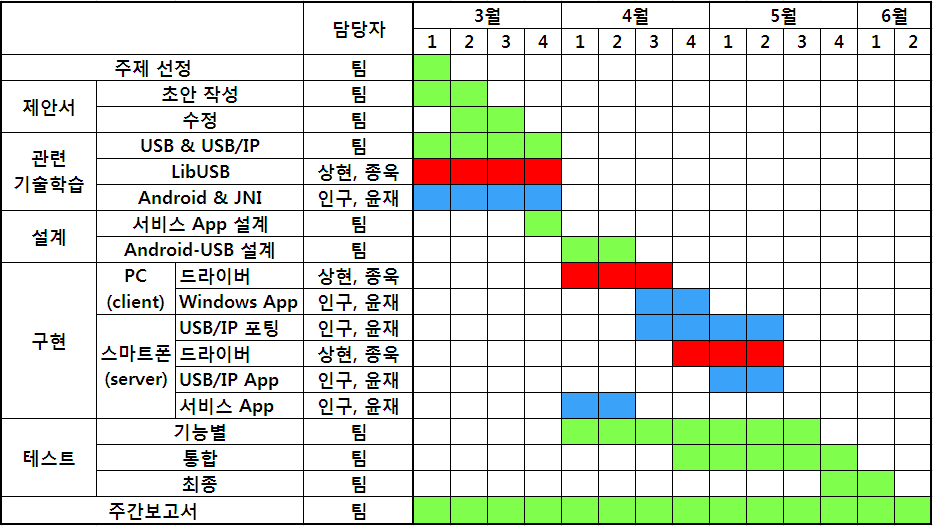 담당자 3월 4월 5월 6월
1 2 3 4 1 2 3 4 1 2 3 4 1 2
주제 선정 팀
제안서 초안 작성 팀
수정 팀
관련
기술학습 USB & USB/IP 팀
LibUSB 상현, 종욱
Android & JNI 인구, 윤재
설계 서비스 App 설계 팀
Android-USB 설계 팀
구현 PC
(client) 드라이버 상현, 종욱
Windows App 인구, 윤재
스마트폰
(server) USB/IP 포팅 인구, 윤재
드라이버 상현, 종욱
USB/IP App 인구, 윤재
서비스 App 인구, 윤재
테스트 기능별 팀
통합 팀
최종 팀
주간보고서 팀